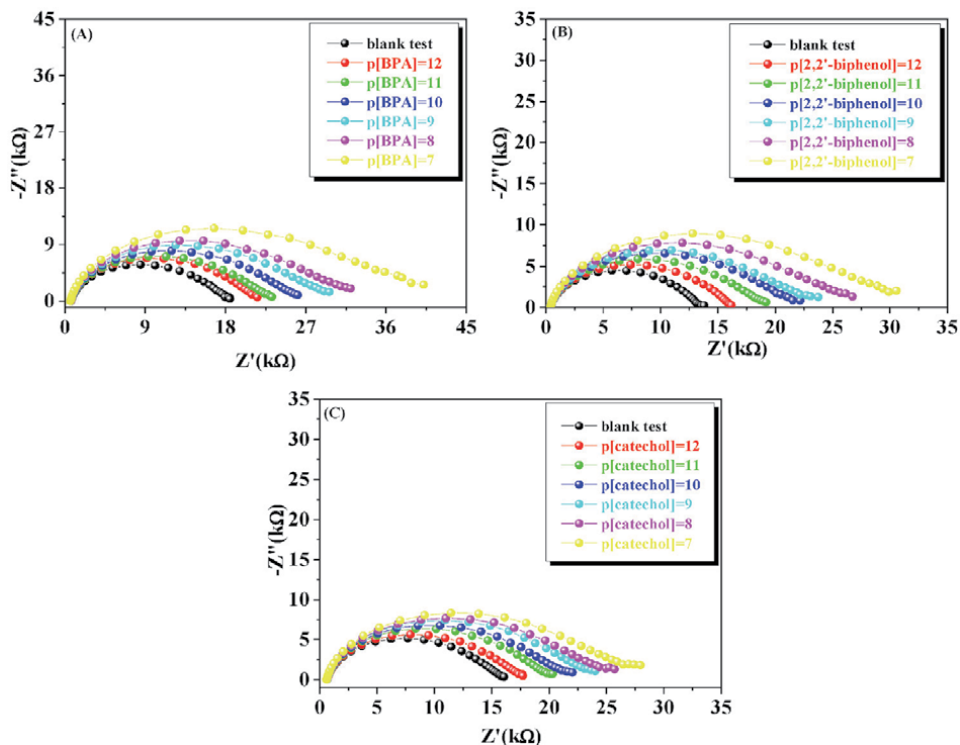 (A)
45
36
27
18
9
0
-Z''(kΩ)
blank test
p[BPA]=12
p[BPA]=11
p[BPA]=10
p[BPA]=9
p[BPA]=8
p[BPA]=7
0 9 18 27 36 45
Z'(kΩ)
(B)
35
30
25
20
15
10
5
0
-Z''(kΩ)
blank test
p[2,2'-biphenol]=12
p[2,2'-biphenol]=11
p[2,2'-biphenol]=10
p[2,2'-biphenol]=9
p[2,2'-biphenol]=8
p[2,2'-biphenol]=7
0 5 10 15 20 25 30 35
Z'(kΩ)
(C)
35
30
25
20
15
10
5
0
-Z''(kΩ)
blank test
p[catechol]=12
p[catechol]=11
p[catechol]=10
p[catechol]=9
p[catechol]=8
p[catechol]=7
0 5 10 15 20 25 30 35
Z'(kΩ)